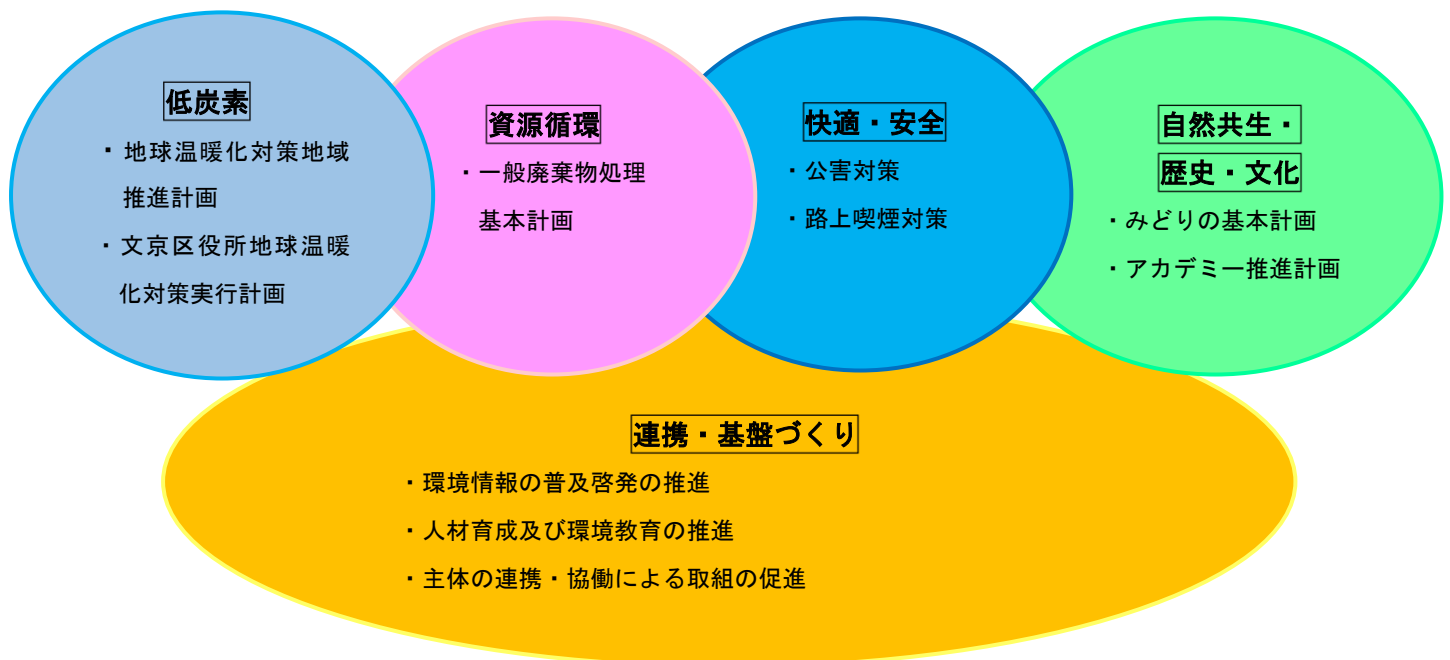 低炭素
・地球温暖化対策地域
推進計画
・文京区役所地球温暖
化対策実行計画
資源循環
・一般廃棄物処理
基本計画
快適・安全
・公害対策
・路上喫煙対策
自然共生・
歴史・文化
・みどりの基本計画
・アカデミー推進計画
連携・基盤づくり
・環境情報の普及啓発の推進
・人材育成及び環境教育の推進
・主体の連携・協働による取組の促進